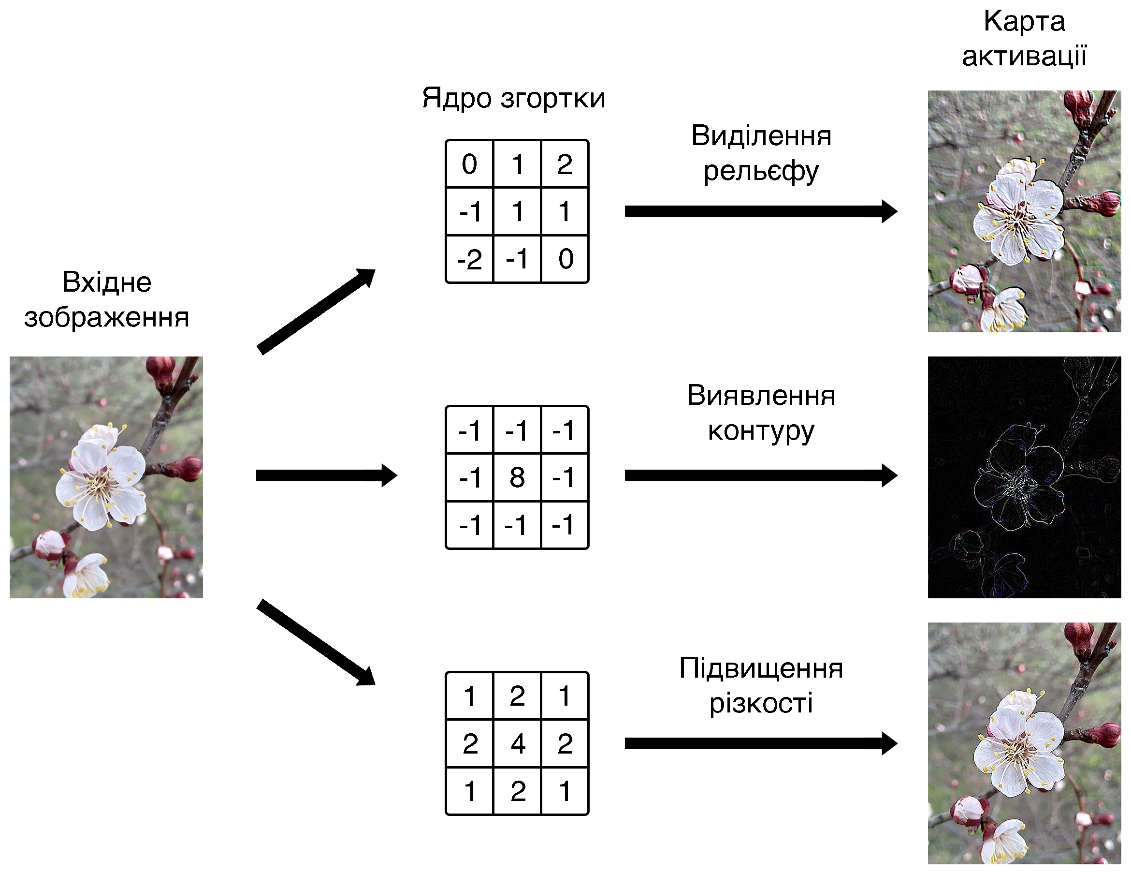 Карта
активації
Ядро згортки
0 1 2
-1 1 1
-2 -1 0
Виділення
рельєфу
Вхідне
зображення
-1 -1 -1
-1 8 -1
-1 -1 -1
Виявлення
контуру
1 2 1
2 4 2
1 2 1
Підвищення
різкості